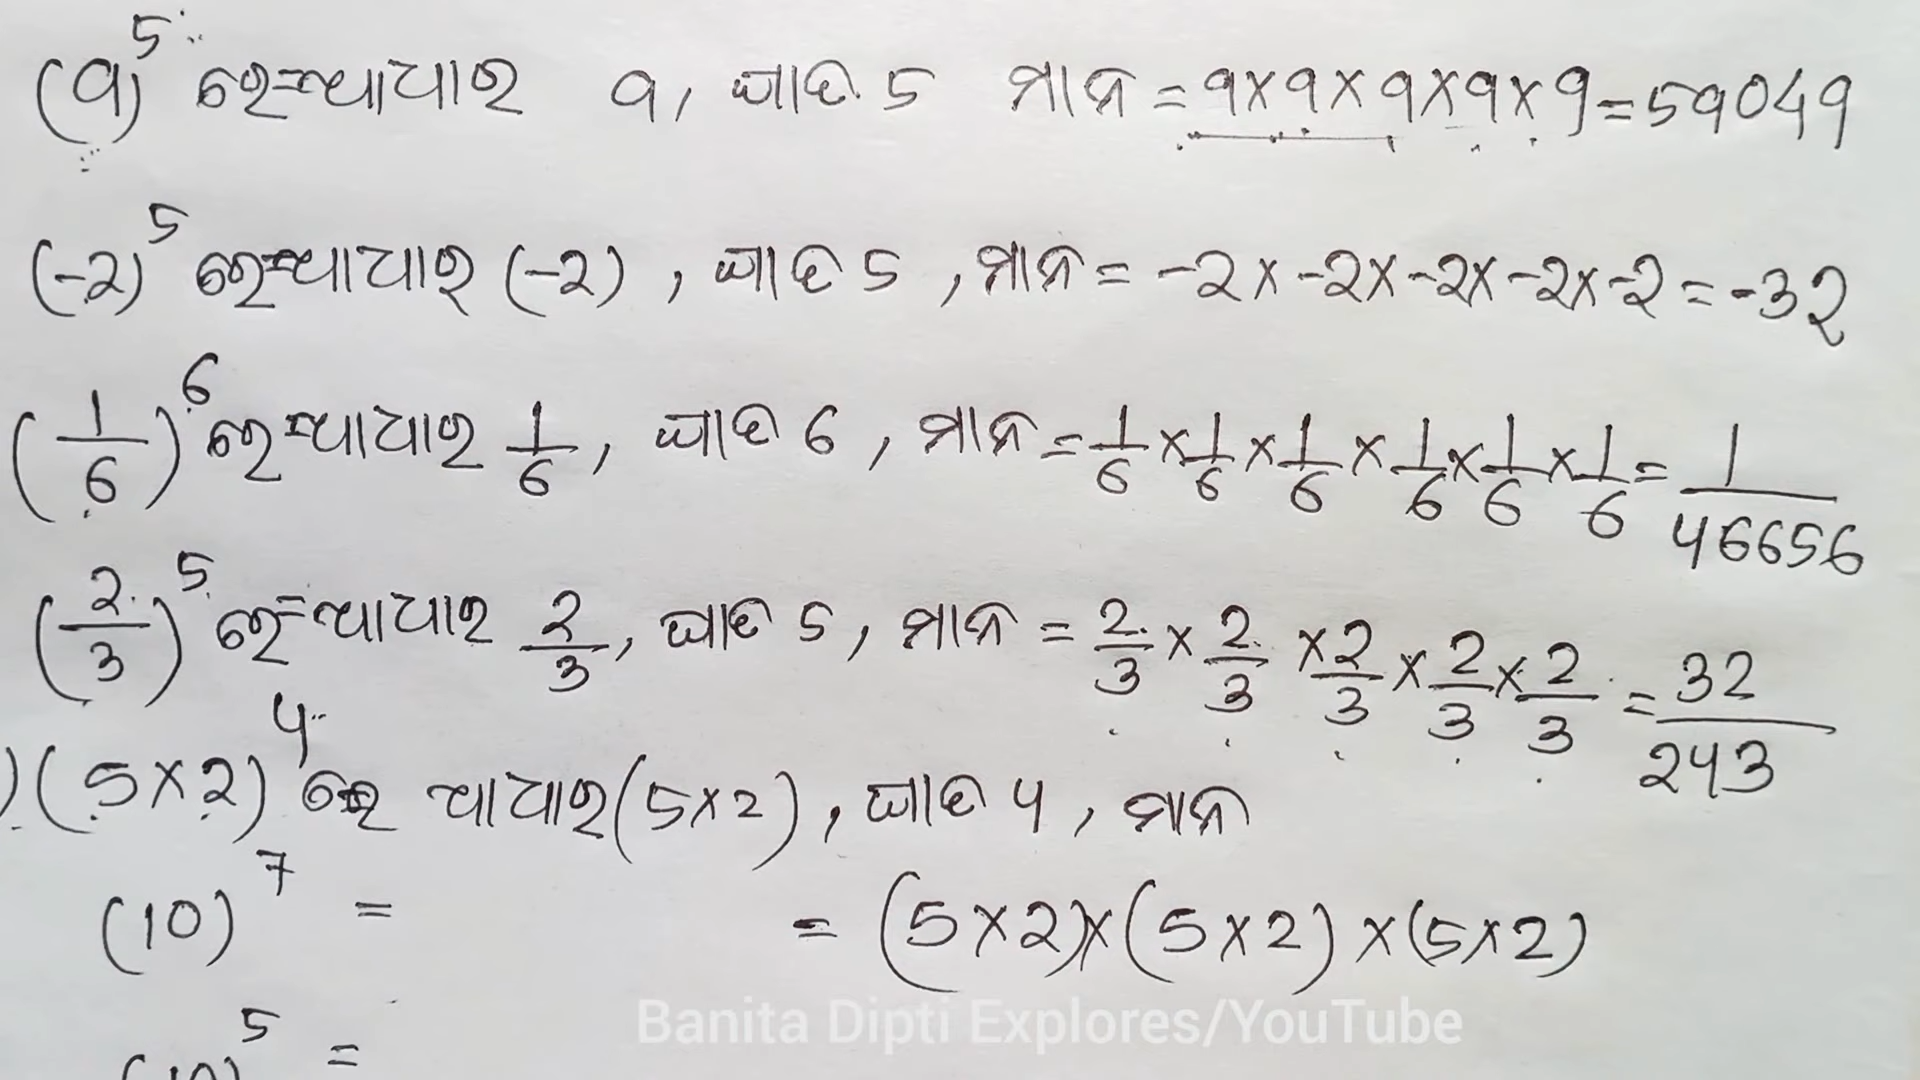 (9)⁵ ରେ ଆଧାର 9, ଘାତ 5 ମାନ = 9×9×9×9×9 = 59049
(-2)⁵ ରେ ଆଧାର (-2), ଘାତ 5, ମାନ = -2×-2×-2×-2×-2 = -32
(1/6)⁶ ରେ ଆଧାର 1/6, ଘାତ 6, ମାନ = 1/6×1/6×1/6×1/6×1/6×1/6 = 1/46656
(2/3)⁵ ରେ ଆଧାର 2/3, ଘାତ 5, ମାନ = 2/3×2/3×2/3×2/3×2/3 = 32/243
)(5×2)⁴ ରେ ଆଧାର (5×2), ଘାତ 4, ମାନ
(10)⁷ = = (5×2)×(5×2)×(5×2)
(10)⁵ =
Banita Dipti Explores/YouTube